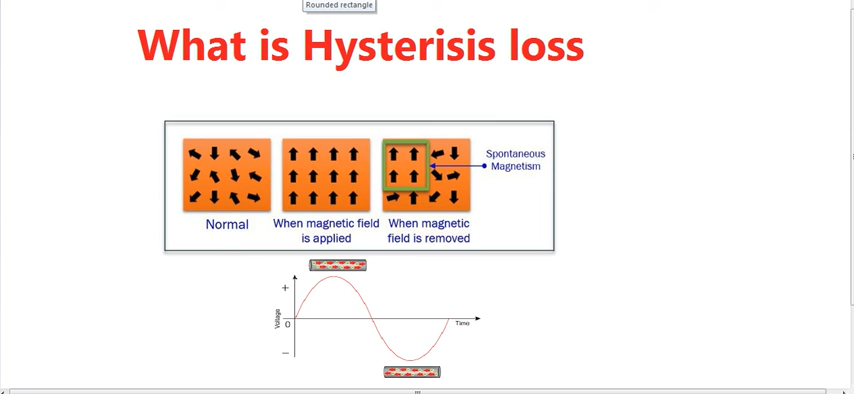 Rounded rectangle
What is Hysterisis loss
Spontaneous
Magnetism
Normal
When magnetic field
is applied
When magnetic
field is removed
+
Voltage
0
Time
−